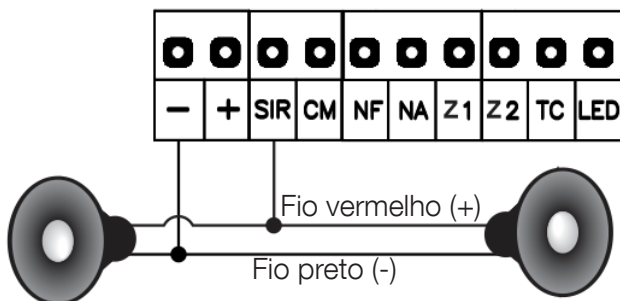 − + SIR CM NF NA Z1 Z2 TC LED
Fio vermelho (+)
Fio preto (-)